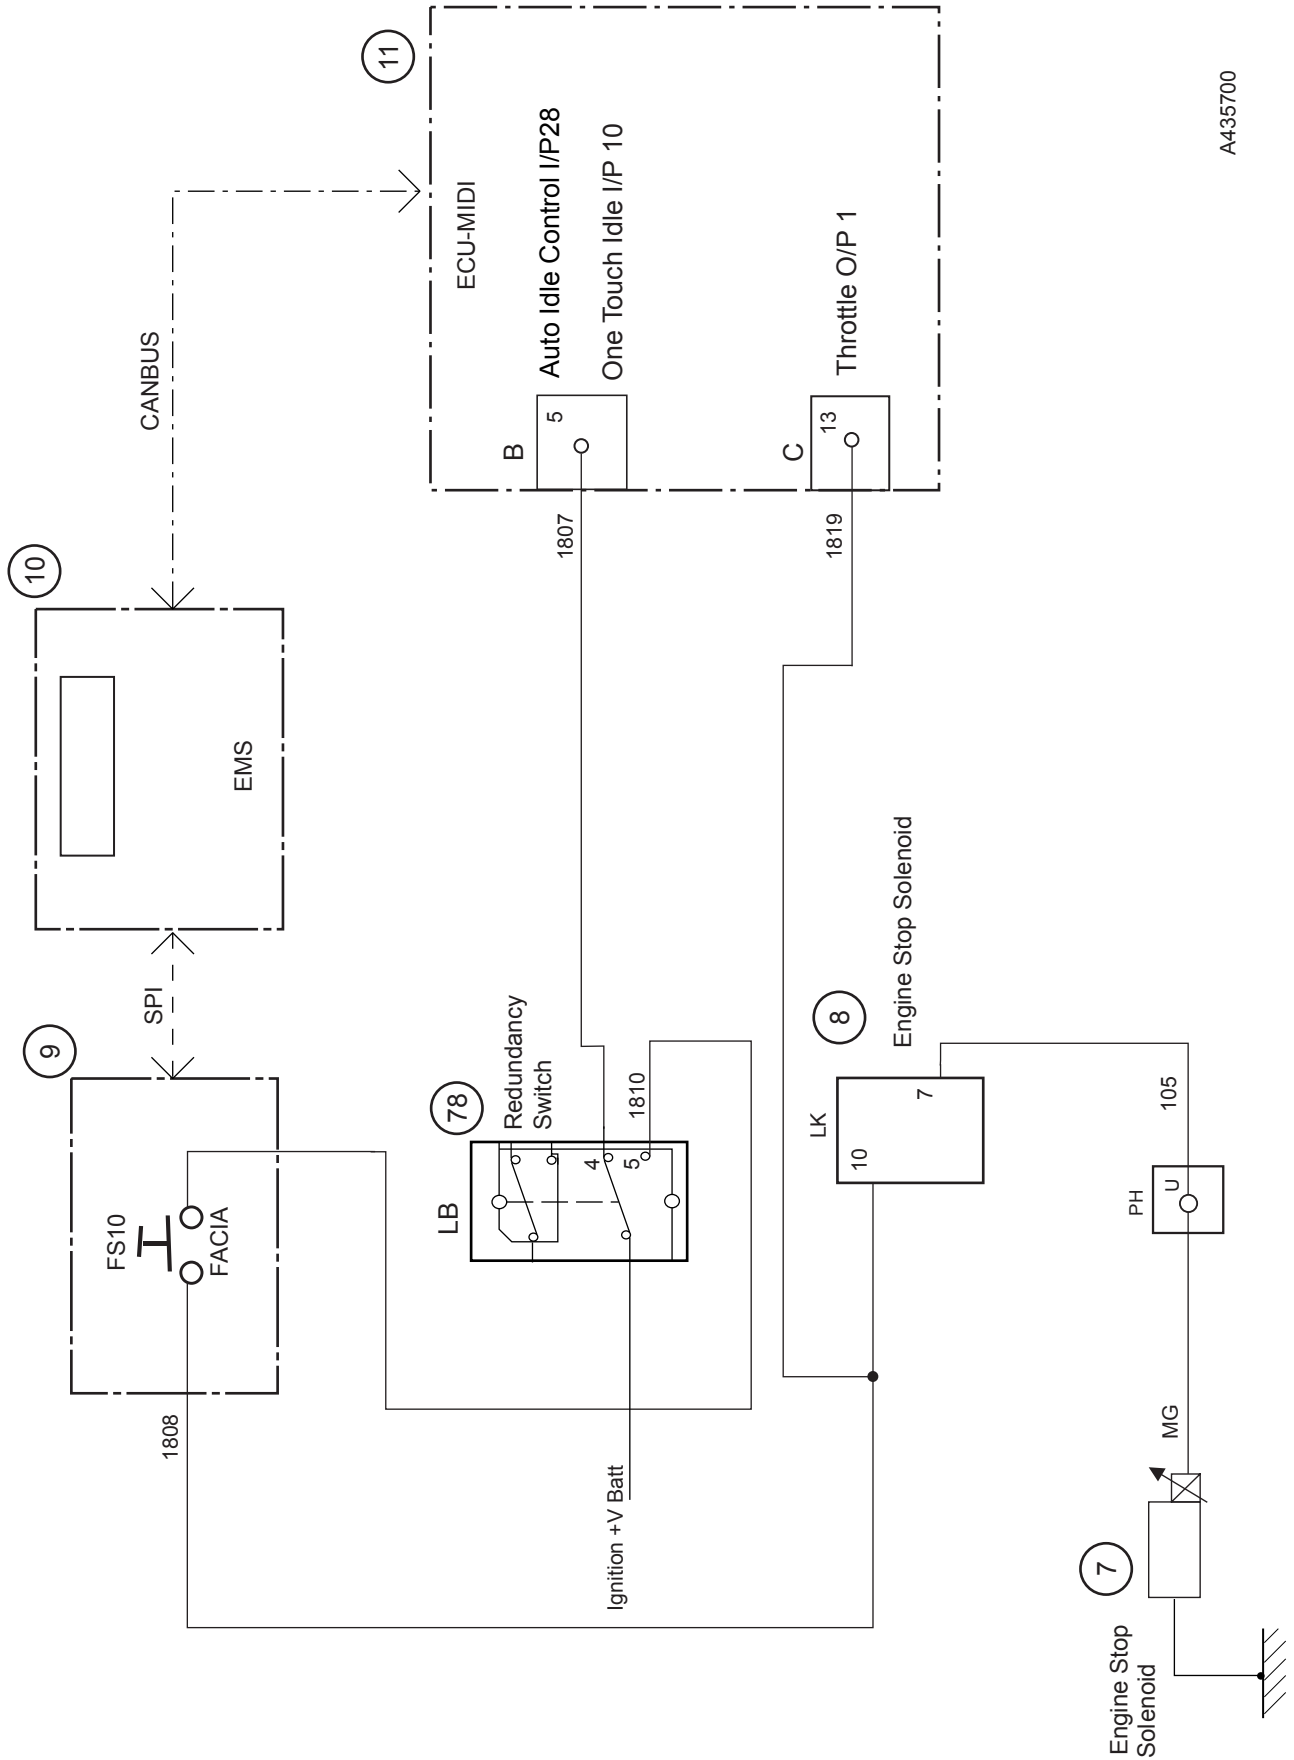 9
FS10
FACIA
1808
SPI
10
EMS
CANBUS
11
ECU-MIDI
Auto Idle Control I/P28
One Touch Idle I/P 10
Throttle O/P 1
B
5
C
13
1807
1819
78
Redundancy
Switch
LB
4
5
1810
Ignition +V Batt
8
Engine Stop Solenoid
LK
10
7
105
PH
U
MG
7
Engine Stop
Solenoid
A435700